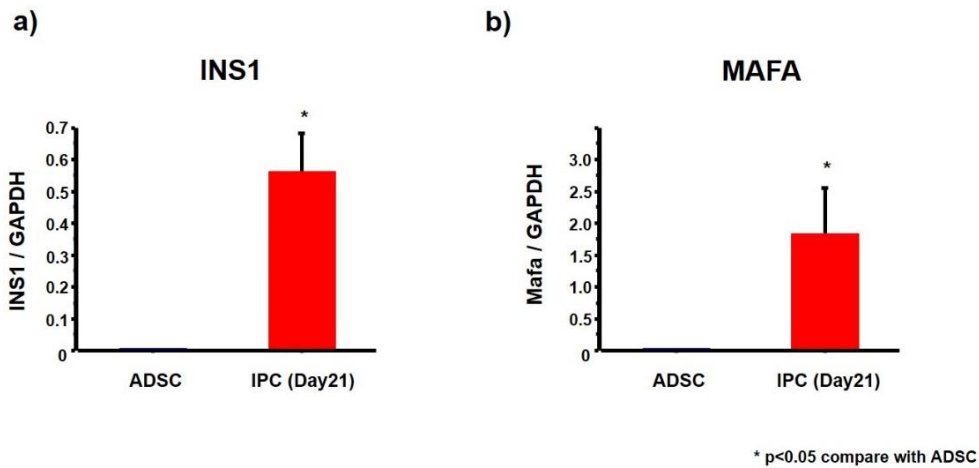 a)
INS1
*
0.7
0.6
0.5
0.4
0.3
0.2
0.1
0
INS1 / GAPDH
ADSC
IPC (Day21)
b)
MAFA
*
3.0
2.5
2.0
1.5
1.0
0.5
0
Mafa / GAPDH
ADSC
IPC (Day21)
* p<0.05 compare with ADSC